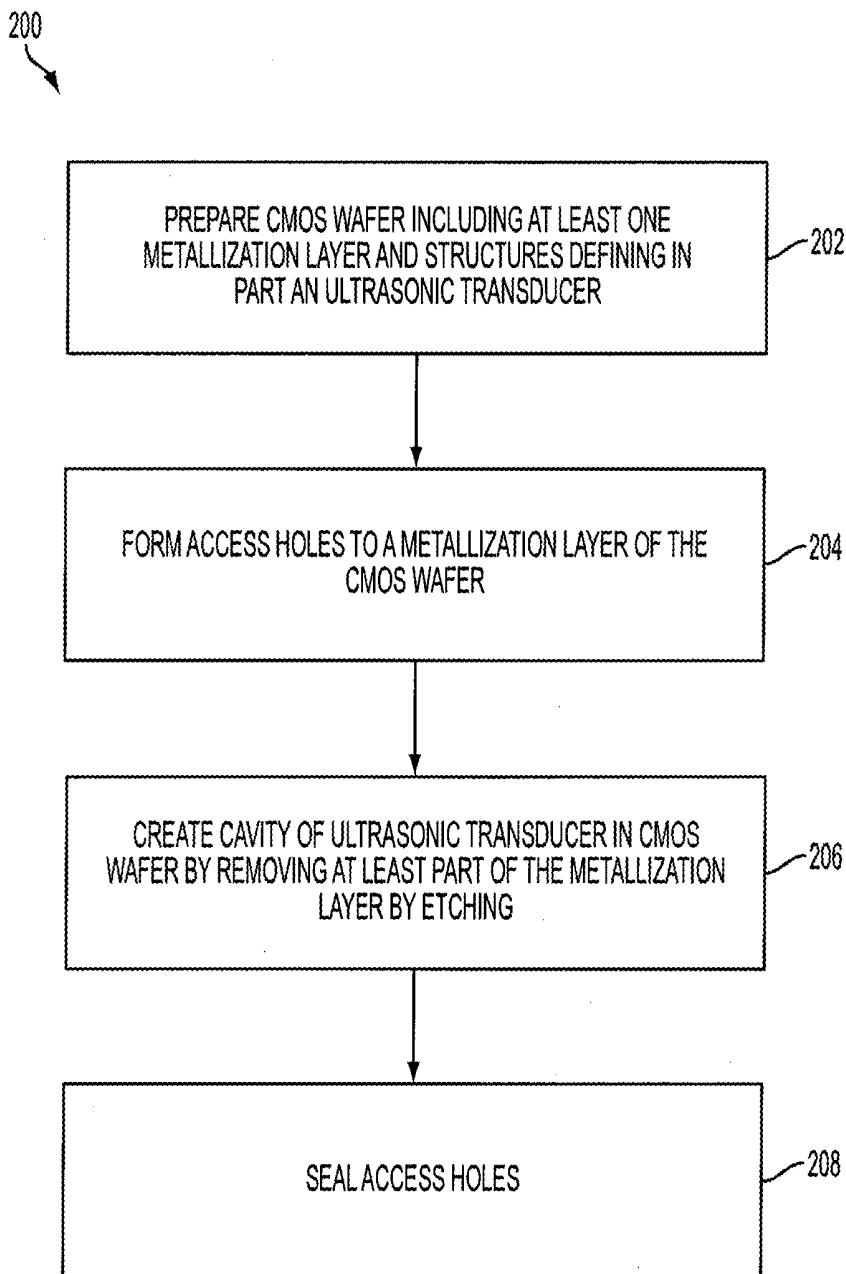 200
PREPARE CMOS WAFER INCLUDING AT LEAST ONE
METALLIZATION LAYER AND STRUCTURES DEFINING IN
PART AN ULTRASONIC TRANSDUCER
202
FORM ACCESS HOLES TO A METALLIZATION LAYER OF THE
CMOS WAFER
204
CREATE CAVITY OF ULTRASONIC TRANSDUCER IN CMOS
WAFER BY REMOVING AT LEAST PART OF THE METALLIZATION
LAYER BY ETCHING
206
SEAL ACCESS HOLES
208